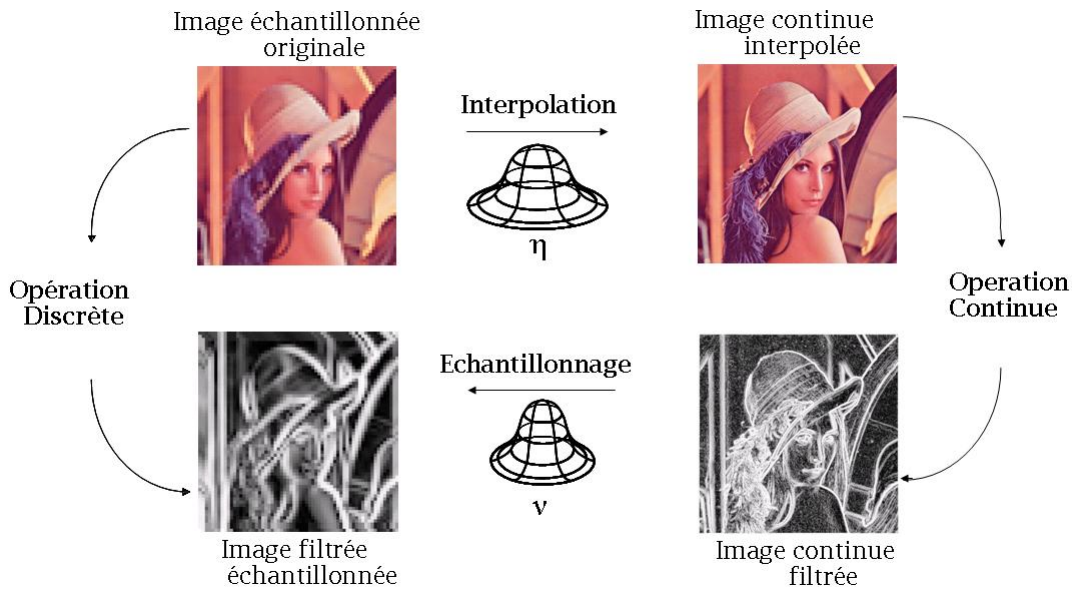 Image échantillonnée
originale
Image continue
interpolée
Interpolation
η
Opération
Discrète
Operation
Continue
Echantillonnage
ν
Image filtrée
échantillonnée
Image continue
filtrée